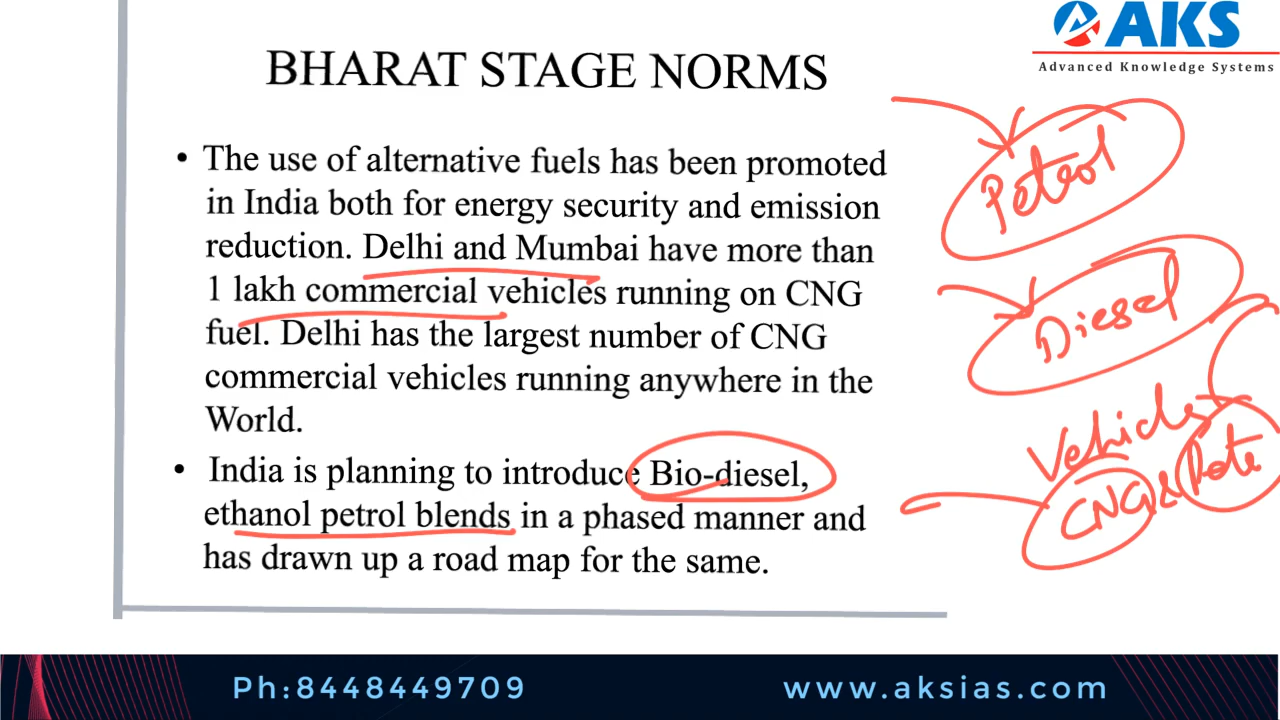 AKS
Advanced Knowledge Systems
BHARAT STAGE NORMS
• The use of alternative fuels has been promoted
in India both for energy security and emission
reduction. Delhi and Mumbai have more than
1 lakh commercial vehicles running on CNG
fuel. Delhi has the largest number of CNG
commercial vehicles running anywhere in the
World.
• India is planning to introduce Bio-diesel,
ethanol petrol blends in a phased manner and
has drawn up a road map for the same.
Petrol
Diesel
Vehicles
CNG &
Ph:8448449709
www.aksias.com